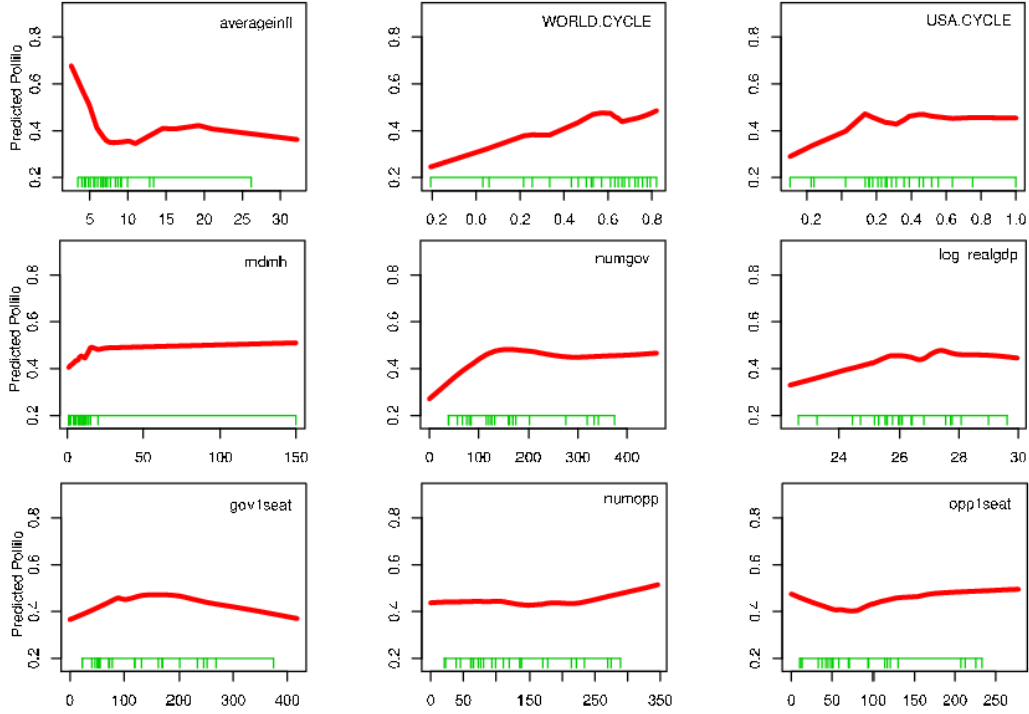 averageinfl
WORLD.CYCLE
USA.CYCLE
Predicted
0.2 0.4 0.6 0.8
0.2 0.4 0.6 0.8
0.2 0.4 0.6 0.8
5 10 15 20 25 30
0.2 0.0 0.2 0.4 0.6 0.8
0.2 0.2 0.6 1.0
mdmh
numgov
log realgdp
Predicted
0.2 0.4 0.6 0.8
0.2 0.4 0.6 0.8
0.2 0.4 0.6 0.8
0 50 100 150
0 100 200 300 400
24 26 28 30
gov1seat
numopp
opp1seat
Predicted
0.2 0.4 0.6 0.8
0.2 0.4 0.6 0.8
0.2 0.4 0.6 0.8
0 100 200 300 400
0 50 150 250 350
0 50 100 150 200 250